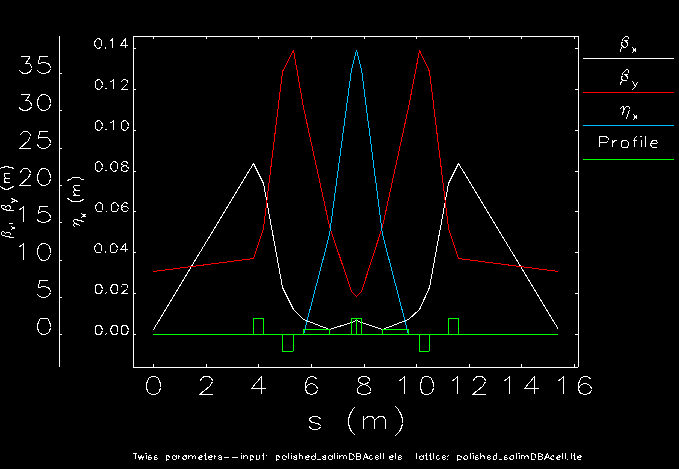 βx
βy
ηx
Profile
βx, βy (m)
35
30
25
20
15
10
5
0
ηx (m)
0.14
0.12
0.10
0.08
0.06
0.04
0.02
0.00
0 2 4 6 8 10 12 14 16
s (m)
Twiss parameters--input: polished_salimDBAcell.ele lattice: polished_salimDBAcell.lte